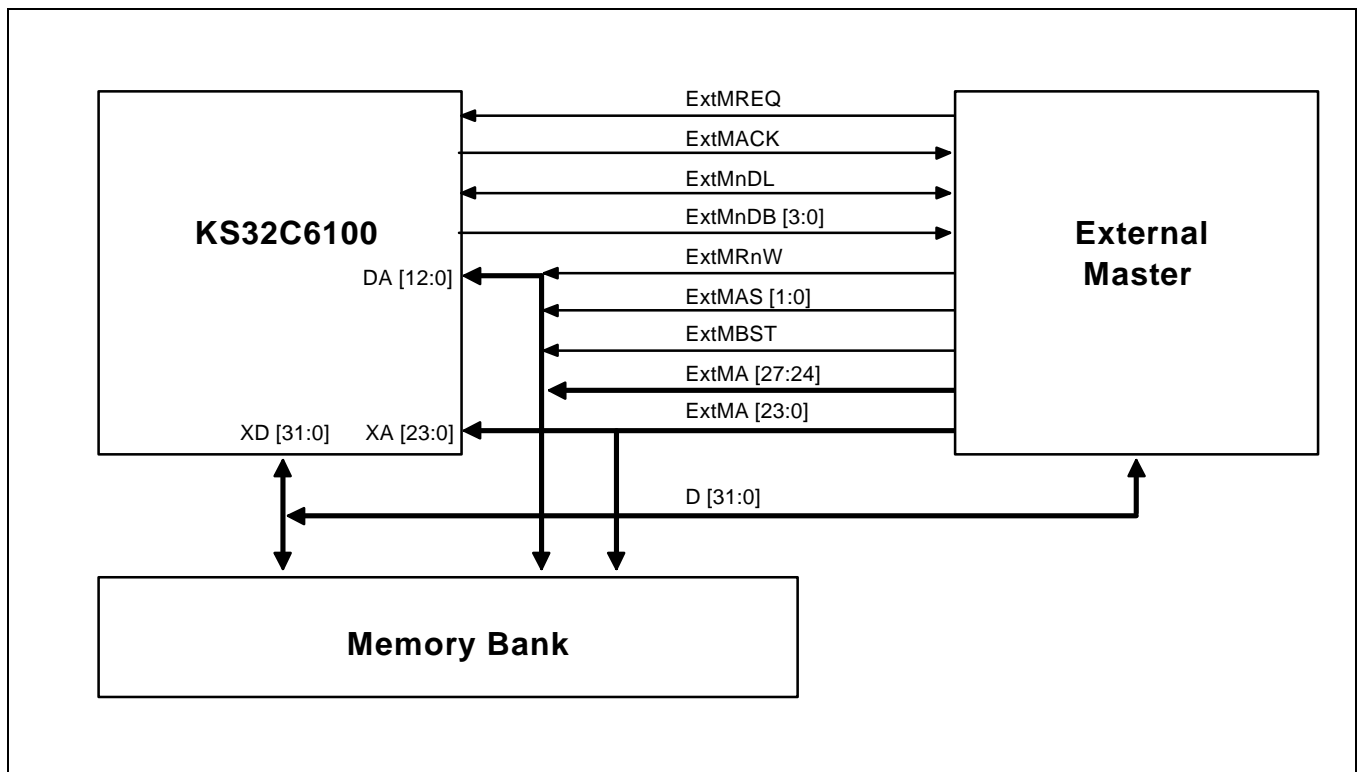 ExtMREQ
ExtMACK
ExtMnDL
ExtMnDB [3:0]
KS32C6100
External
Master
ExtMRnW
DA [12:0]
ExtMAS [1:0]
ExtMBST
ExtMA [27:24]
ExtMA [23:0]
XD [31:0]
XA [23:0]
D [31:0]
Memory Bank